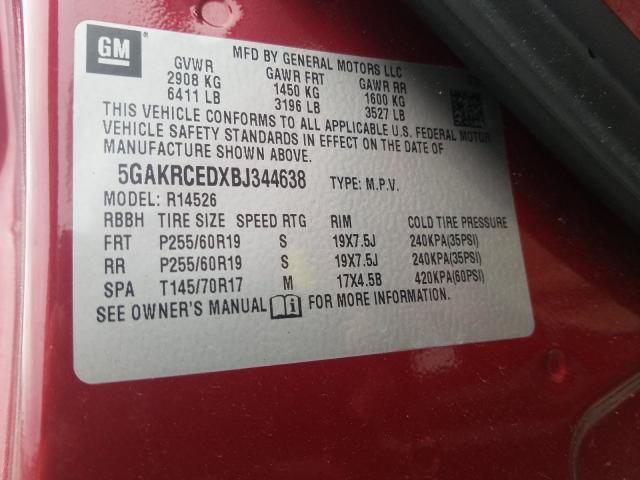 GM
MFD BY GENERAL MOTORS LLC
GVWR GAWR FRT GAWR RR
2908 KG 1450 KG 1600 KG
6411 LB 3196 LB 3527 LB
THIS VEHICLE CONFORMS TO ALL APPLICABLE U.S. FEDERAL MOTOR
VEHICLE SAFETY STANDARDS IN EFFECT ON THE DATE OF
MANUFACTURE SHOWN ABOVE.
5GAKRCEDXBJ344638 TYPE: M.P.V.
MODEL: R14526
RBBH TIRE SIZE SPEED RTG RIM COLD TIRE PRESSURE
FRT P255/60R19 S 19X7.5J 240KPA(35PSI)
RR P255/60R19 S 19X7.5J 240KPA(35PSI)
SPA T145/70R17 M 17X4.5B 420KPA(60PSI)
SEE OWNER'S MANUAL FOR MORE INFORMATION.